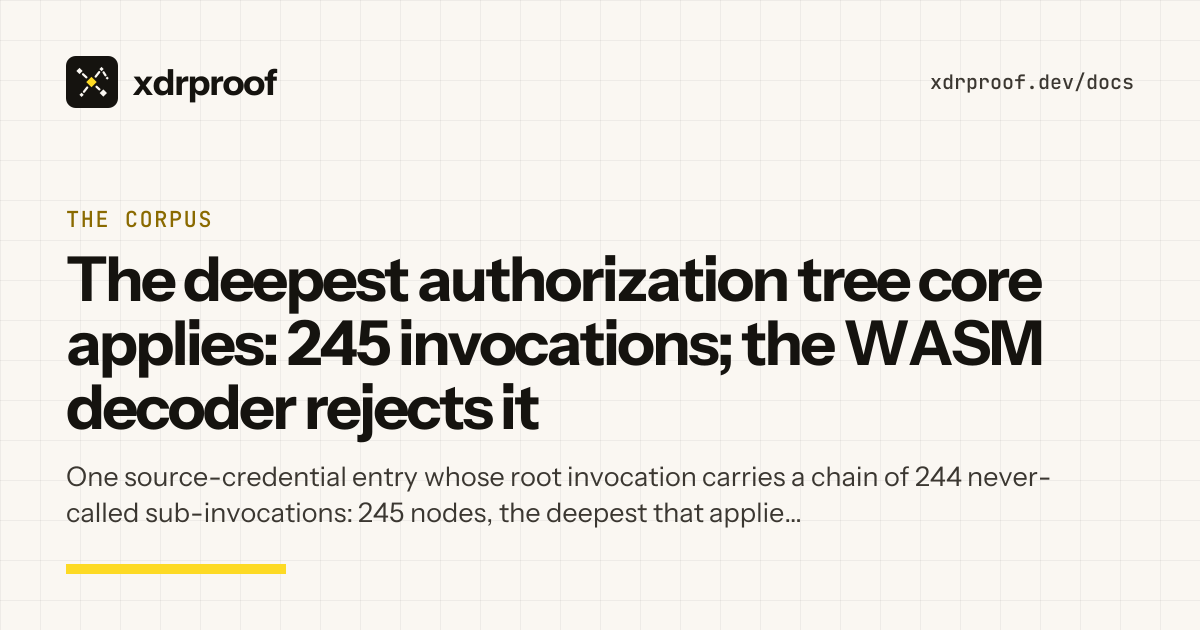 xdrproof
xdrproof.dev/docs
THE CORPUS
The deepest authorization tree core
applies: 245 invocations; the WASM
decoder rejects it
One source-credential entry whose root invocation carries a chain of 244 never-
called sub-invocations: 245 nodes, the deepest that applie...